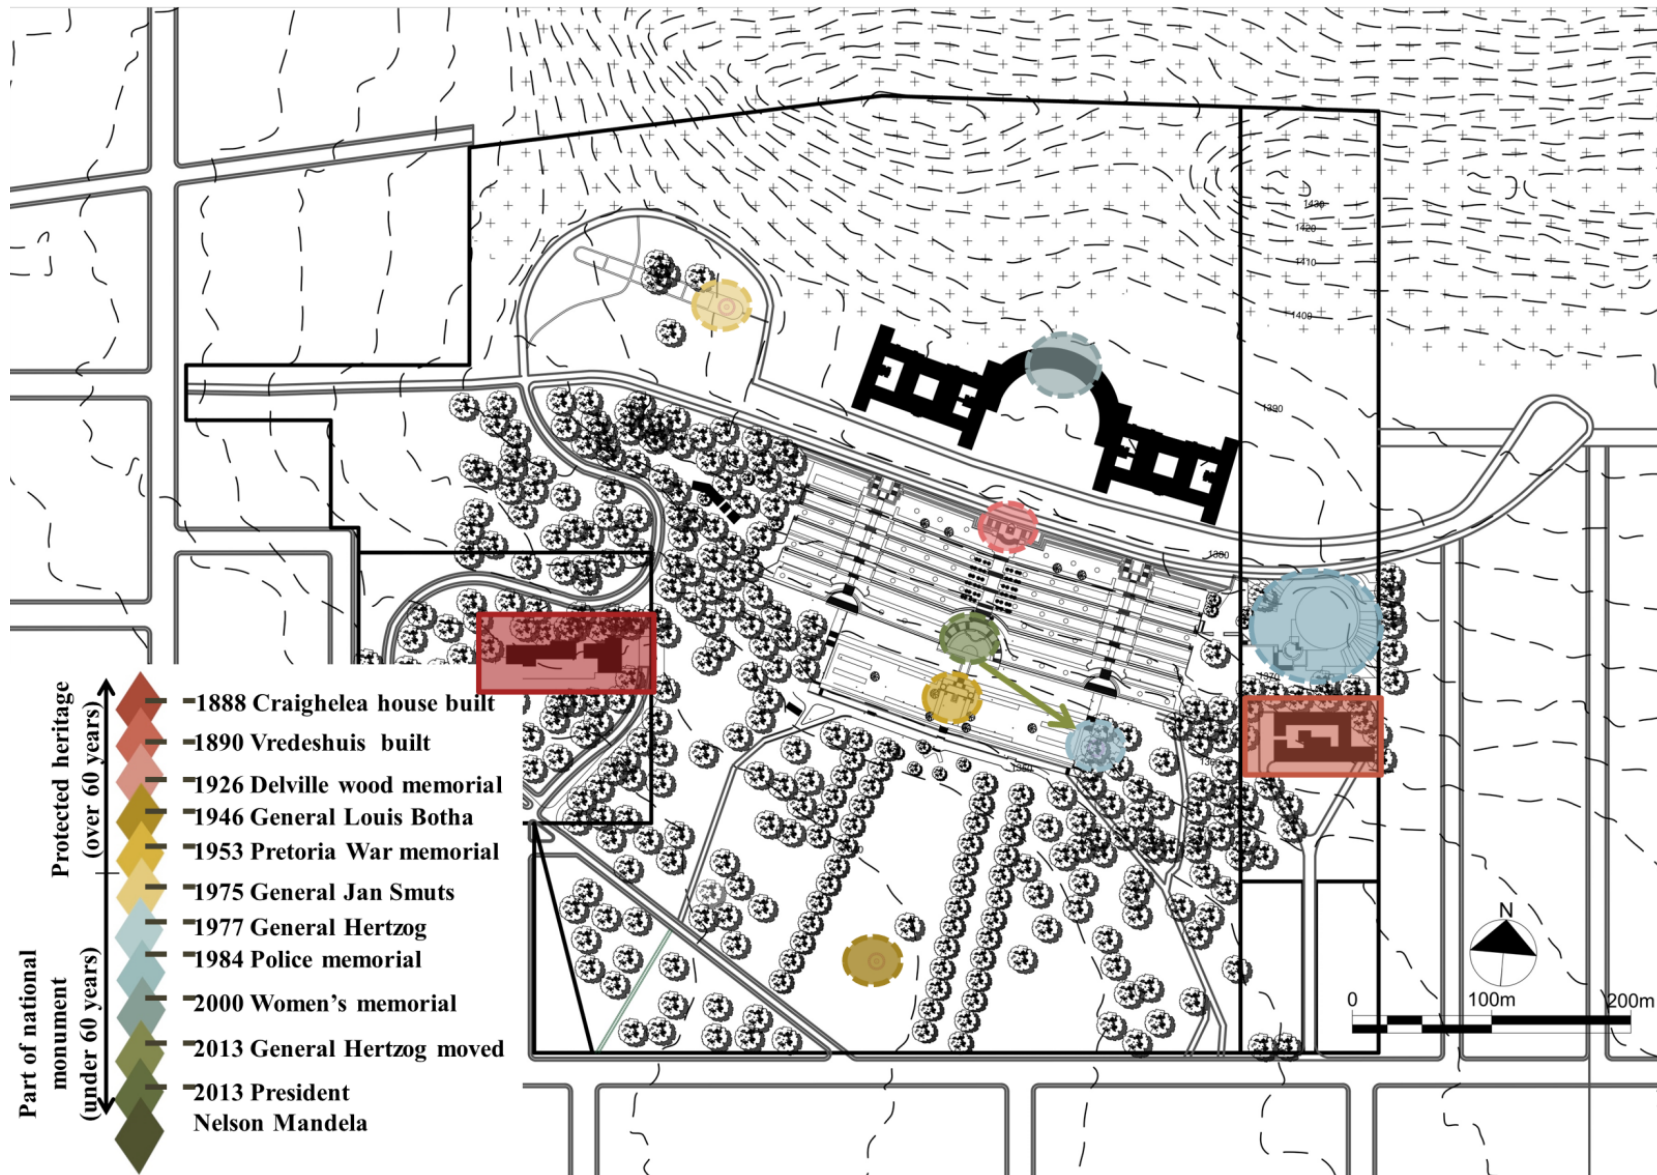 1430
1420
1410
1400
1390
1380
1370
1360
1360
N
0 100m 200m
Protected heritage
(over 60 years)
Part of national
monument
(under 60 years)
1888 Craighelea house built
1890 Vredeshuis built
1926 Delville wood memorial
1946 General Louis Botha
1953 Pretoria War memorial
1975 General Jan Smuts
1977 General Hertzog
1984 Police memorial
2000 Women's memorial
2013 General Hertzog moved
2013 President
Nelson Mandela